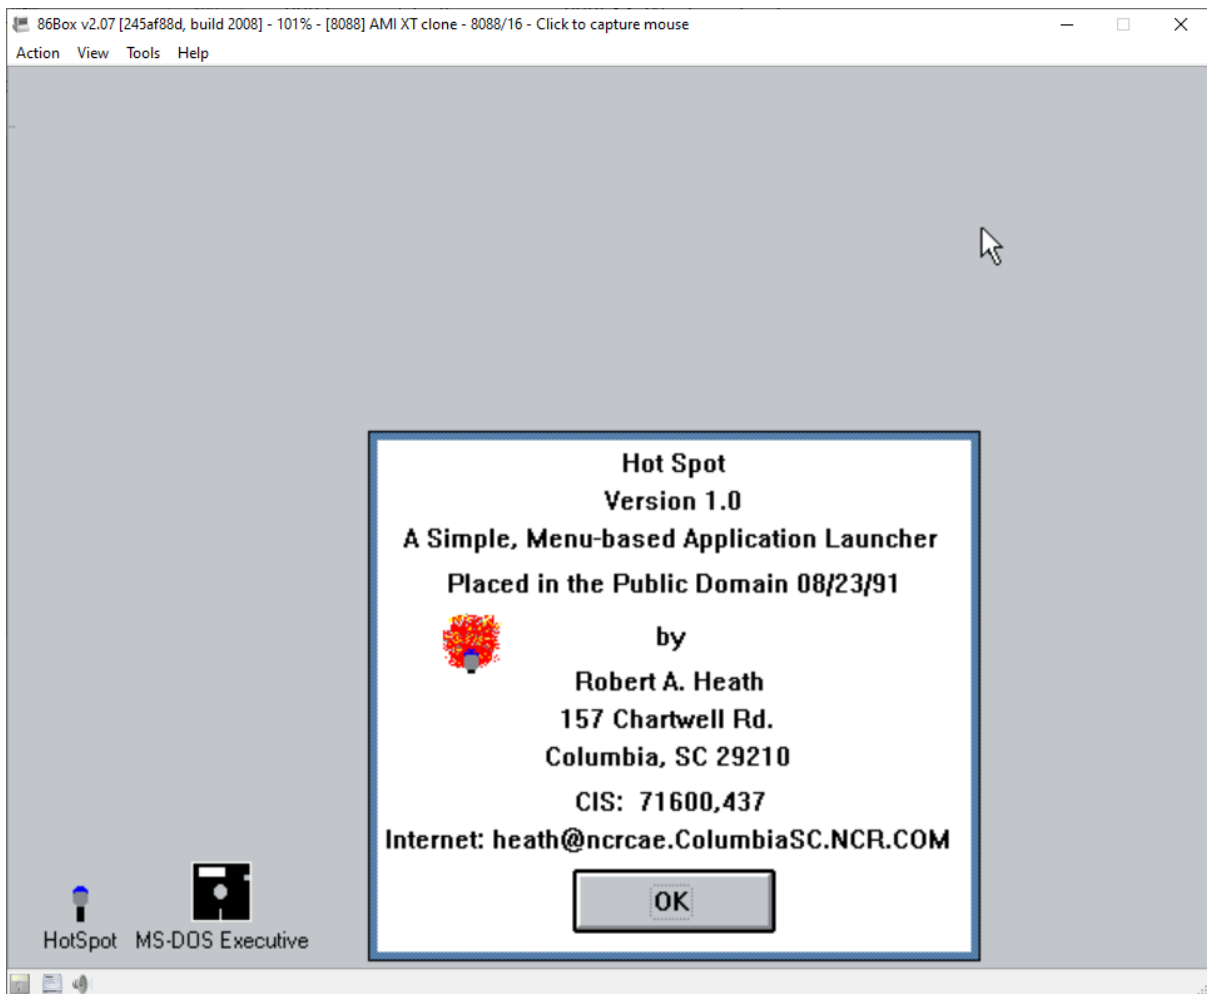 86Box v2.07 [245af88d, build 2008] - 101% - [8088] AMI XT clone - 8088/16 - Click to capture mouse
Action View Tools Help
Hot Spot
Version 1.0
A Simple, Menu-based Application Launcher
Placed in the Public Domain 08/23/91
by
Robert A. Heath
157 Chartwell Rd.
Columbia, SC 29210
CIS: 71600,437
Internet: heath@ncrcae.ColumbiaSC.NCR.COM
OK
HotSpot MS-DOS Executive